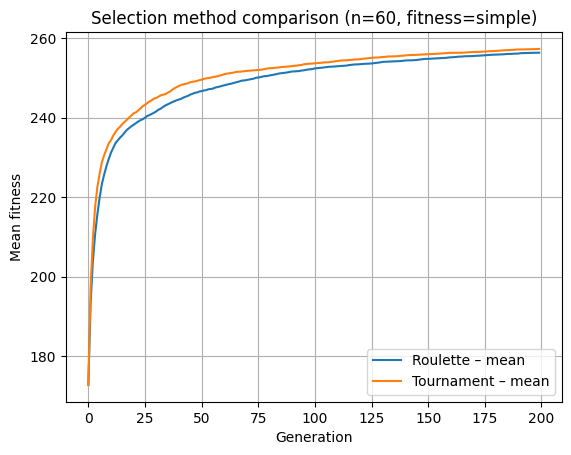 Selection method comparison (n=60, fitness=simple)
260
240
220
200
180
Mean fitness
0 25 50 75 100 125 150 175 200
Generation
Roulette – mean
Tournament – mean